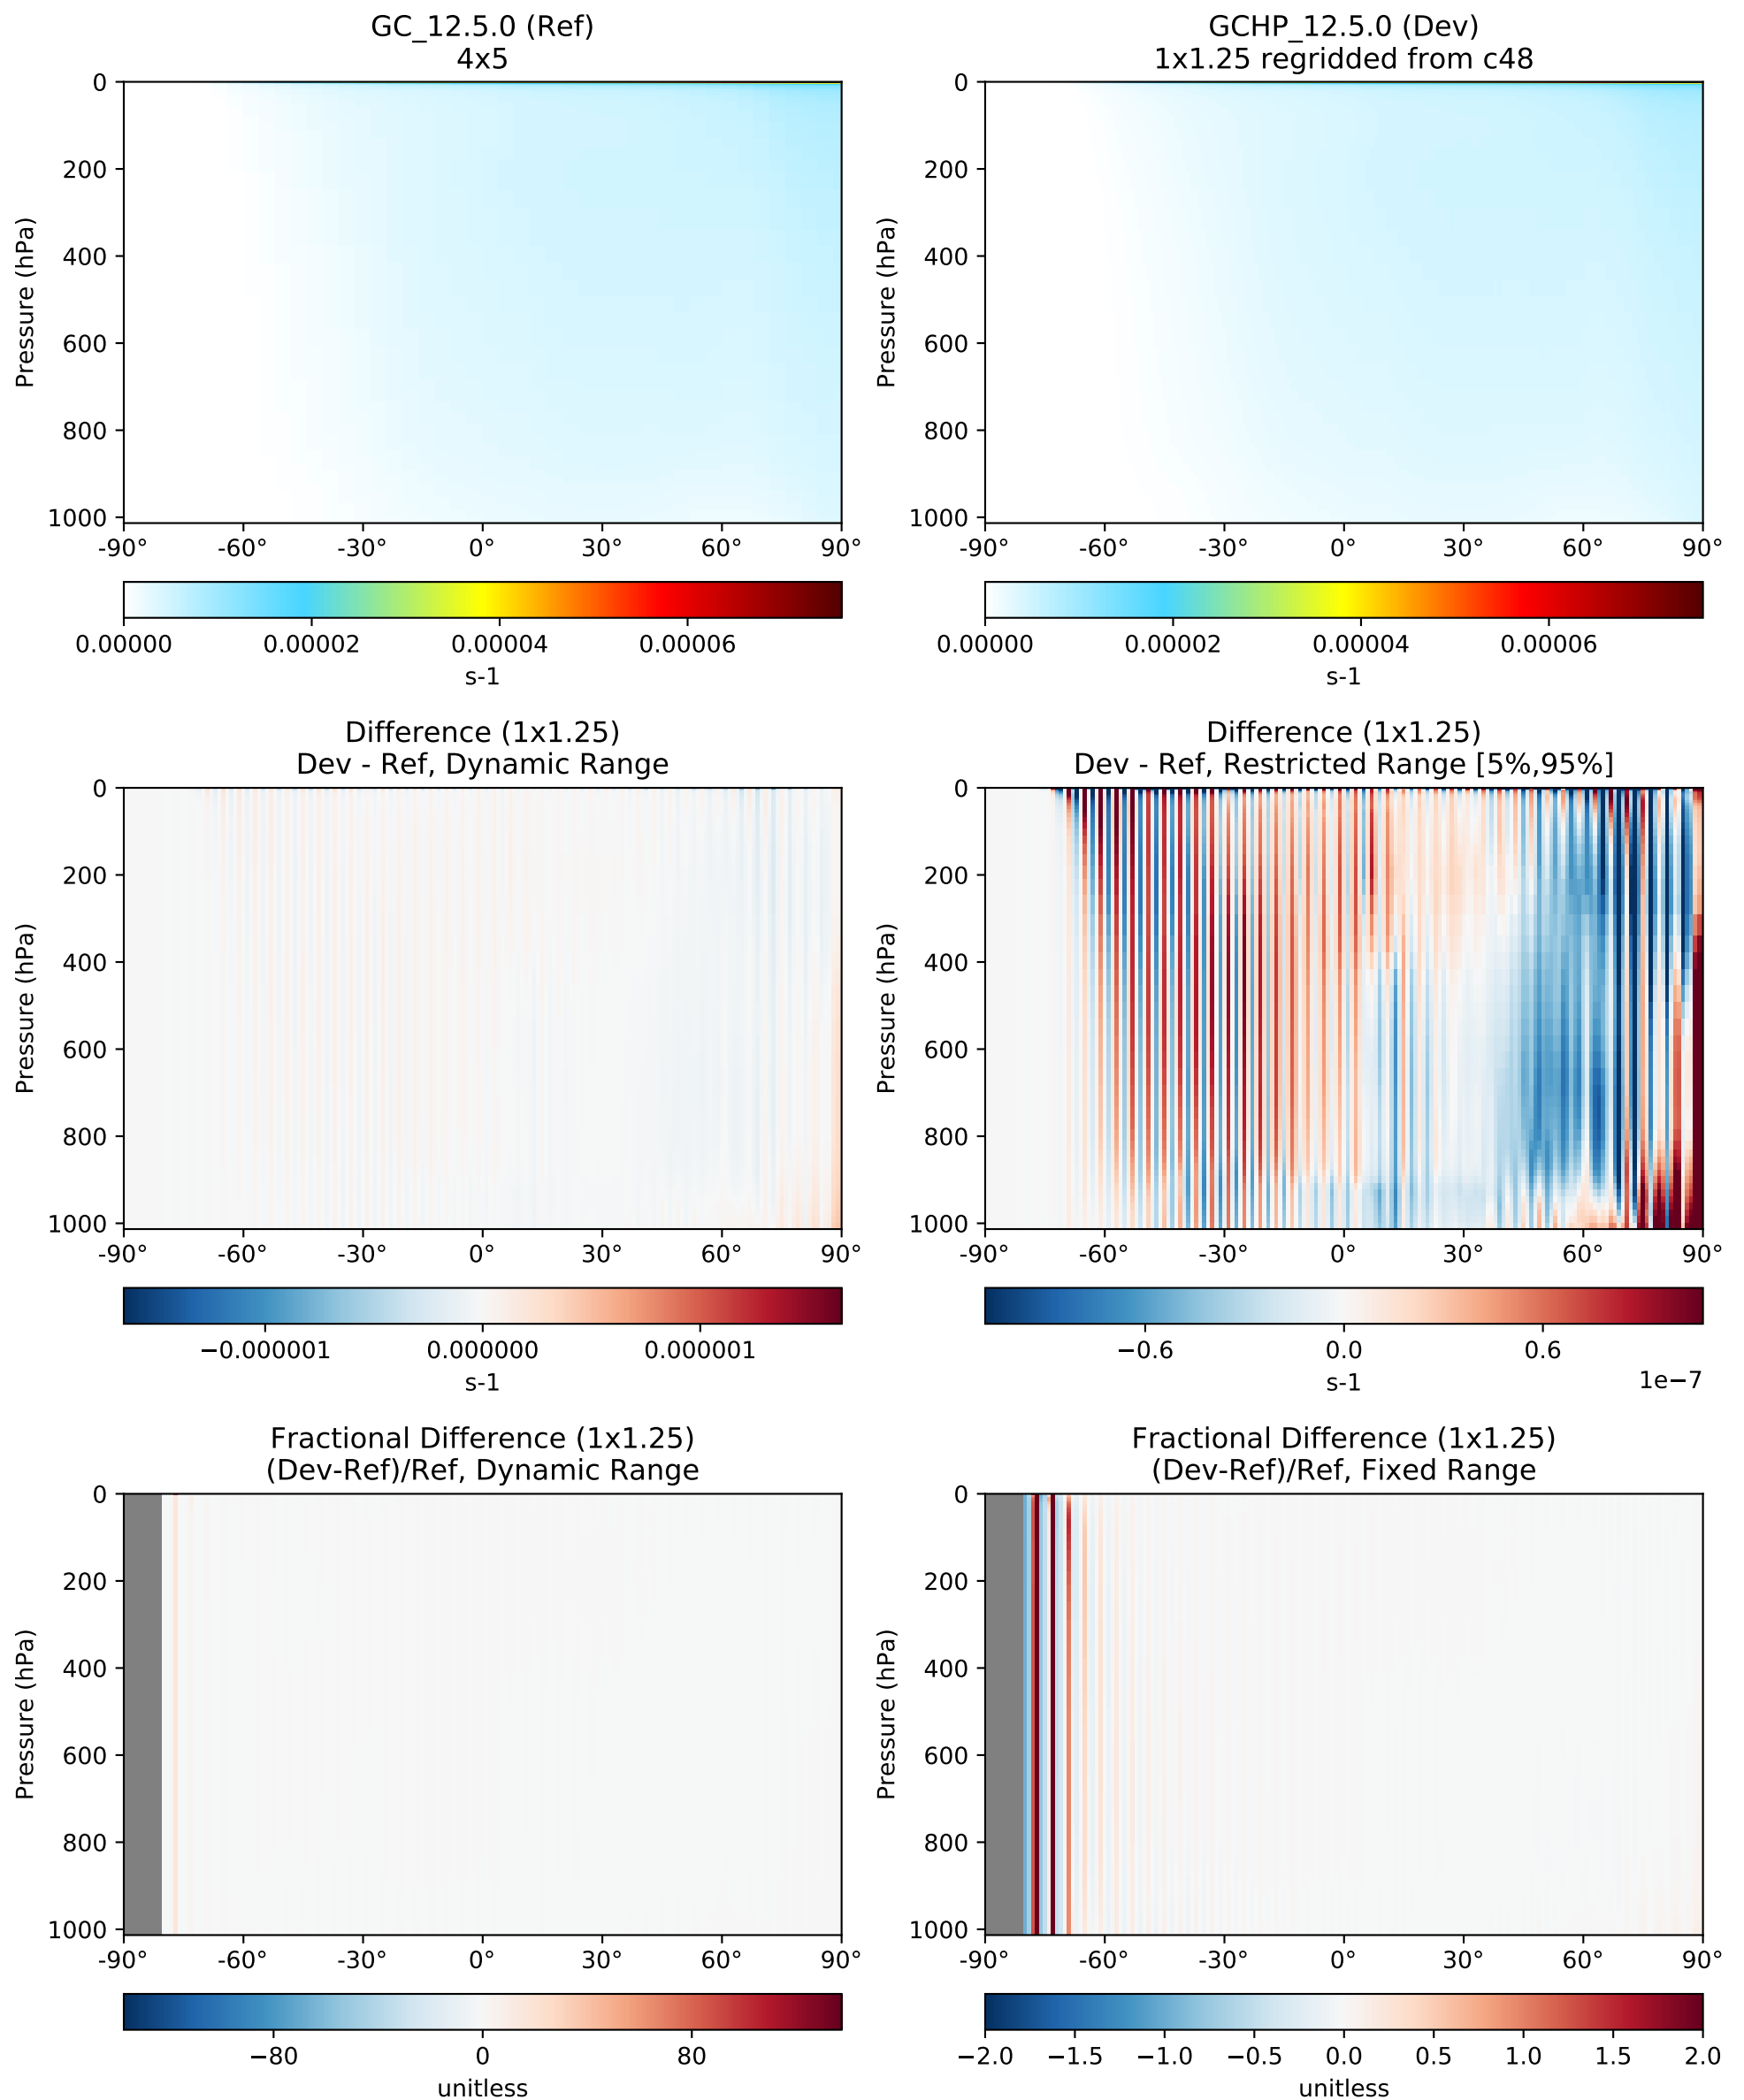 GC_12.5.0 (Ref)
4x5
0
200
400
600
800
1000
Pressure (hPa)
-90° -60° -30° 0° 30° 60° 90°
0.00000 0.00002 0.00004 0.00006
s-1
GCHP_12.5.0 (Dev)
1x1.25 regridded from c48
0
200
400
600
800
1000
Pressure (hPa)
-90° -60° -30° 0° 30° 60° 90°
0.00000 0.00002 0.00004 0.00006
s-1
Difference (1x1.25)
Dev - Ref, Dynamic Range
0
200
400
600
800
1000
Pressure (hPa)
-90° -60° -30° 0° 30° 60° 90°
−0.000001 0.000000 0.000001
s-1
Difference (1x1.25)
Dev - Ref, Restricted Range [5%,95%]
0
200
400
600
800
1000
Pressure (hPa)
-90° -60° -30° 0° 30° 60° 90°
−0.6 0.0 0.6
s-1
1e−7
Fractional Difference (1x1.25)
(Dev-Ref)/Ref, Dynamic Range
0
200
400
600
800
1000
Pressure (hPa)
-90° -60° -30° 0° 30° 60° 90°
−80 0 80
unitless
Fractional Difference (1x1.25)
(Dev-Ref)/Ref, Fixed Range
0
200
400
600
800
1000
Pressure (hPa)
-90° -60° -30° 0° 30° 60° 90°
−2.0 −1.5 −1.0 −0.5 0.0 0.5 1.0 1.5 2.0
unitless